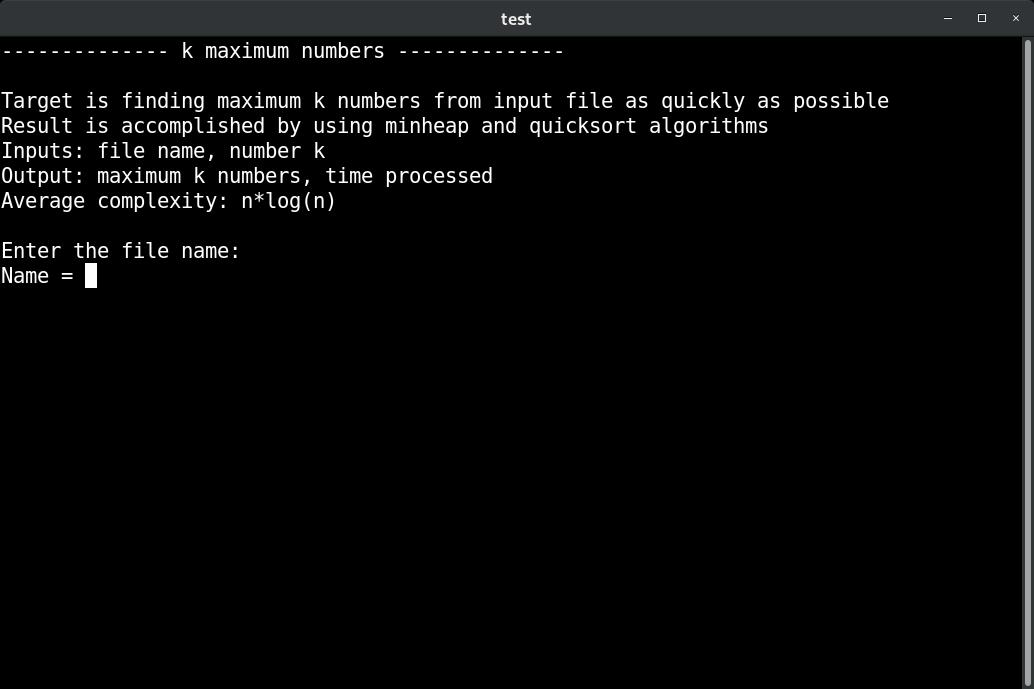 test
-------------- k maximum numbers --------------
Target is finding maximum k numbers from input file as quickly as possible
Result is accomplished by using minheap and quicksort algorithms
Inputs: file name, number k
Output: maximum k numbers, time processed
Average complexity: n*log(n)
Enter the file name:
Name =